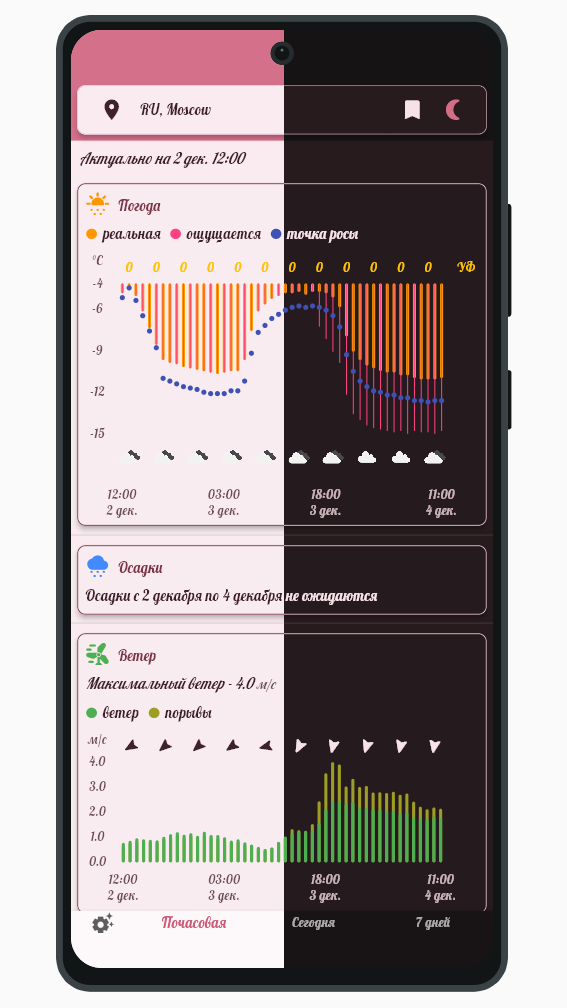 RU, Moscow
Актуально на 2 дек. 12:00
Погода
реальная ощущается точка росы
°C 0 0 0 0 0 0 0 0 0 0 0 0 УФ
-4
-6
-9
-12
-15
12:00 03:00 18:00 11:00
2 дек. 3 дек. 3 дек. 4 дек.
Осадки
Осадки с 2 декабря по 4 декабря не ожидаются
Ветер
Максимальный ветер - 4.0 м/с
ветер порывы
м/с
4.0
3.0
2.0
1.0
0.0
12:00 03:00 18:00 11:00
2 дек. 3 дек. 3 дек. 4 дек.
Почасовая Сегодня 7 дней